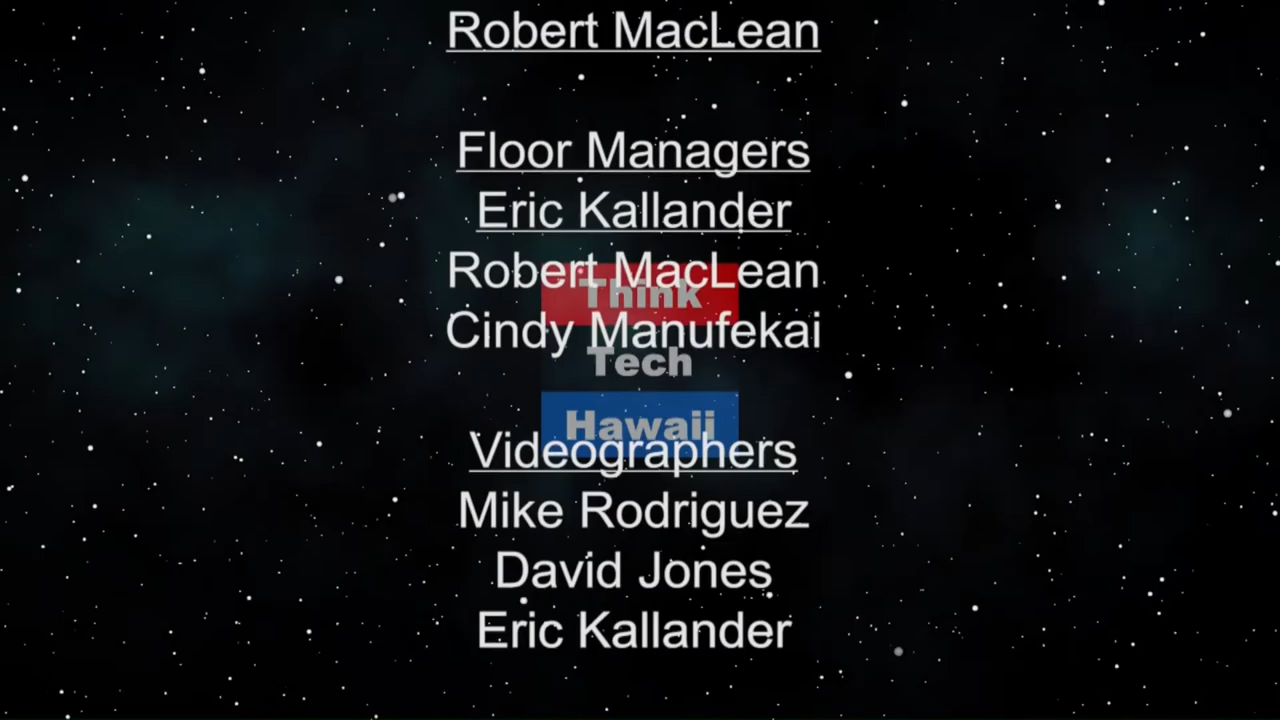 Robert MacLean
Floor Managers
Eric Kallander
Robert MacLean
Think
Cindy Manufekai
Tech
Hawaii
Videographers
Mike Rodriguez
David Jones
Eric Kallander